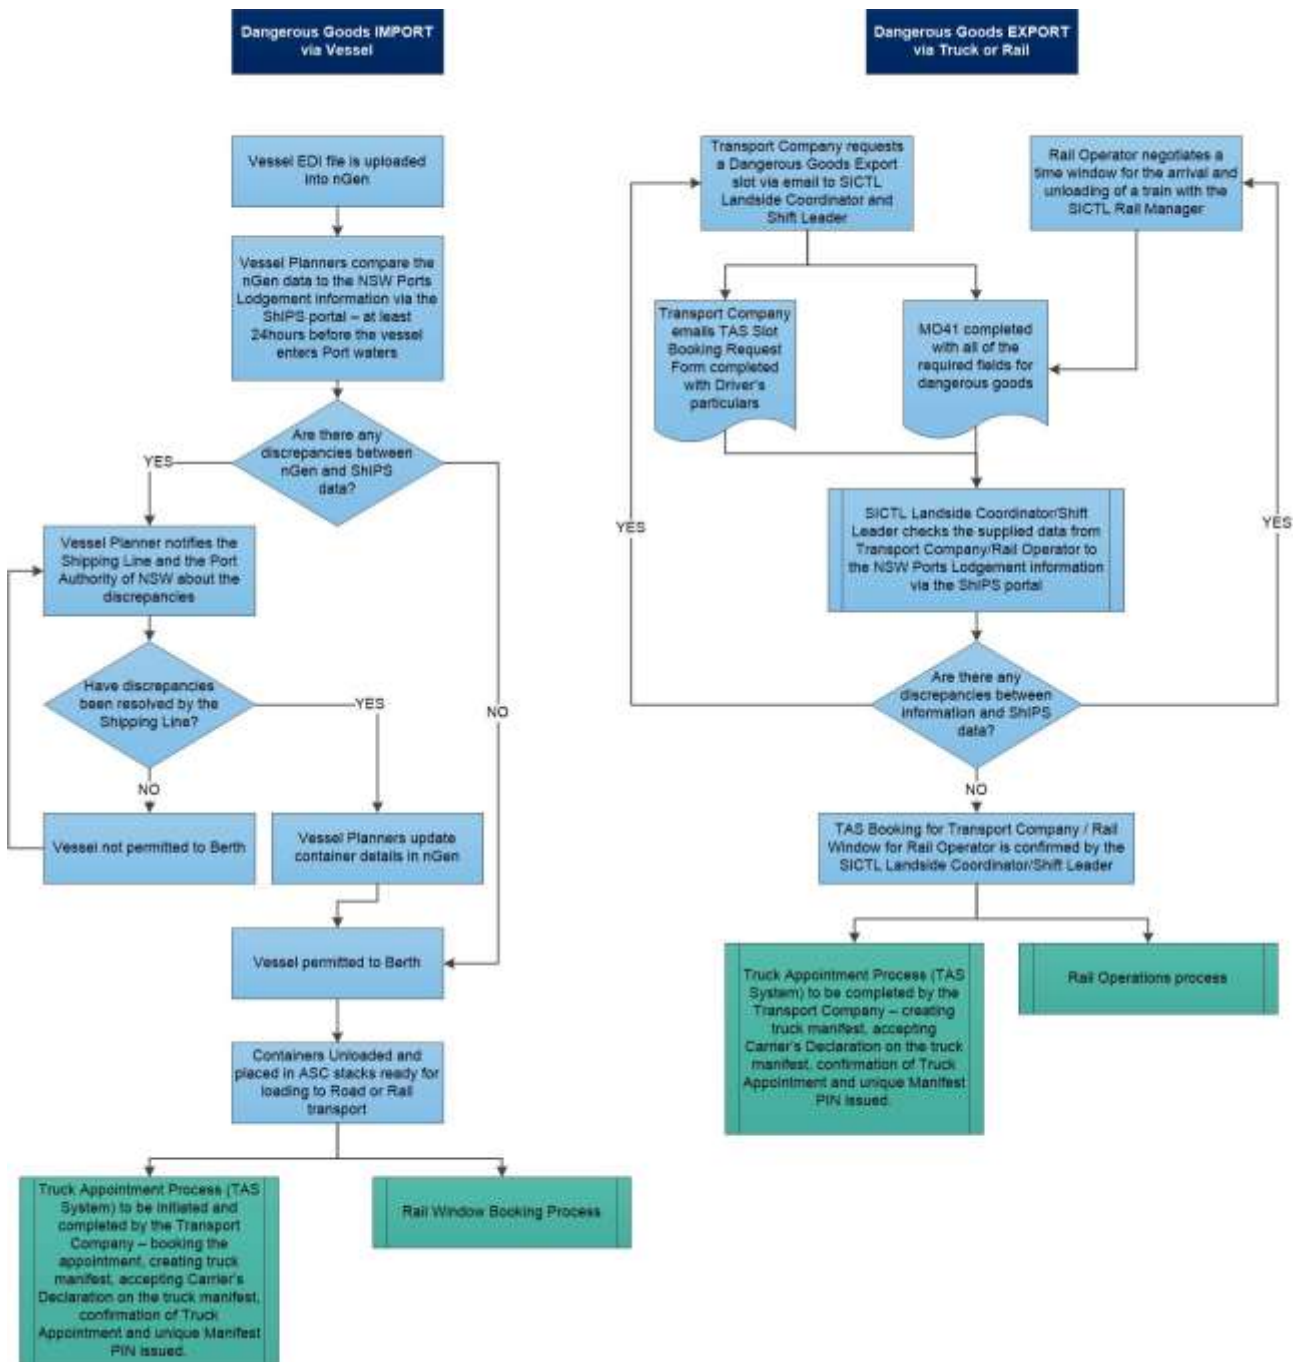 Dangerous Goods IMPORT
via Vessel
Vessel EDI file is uploaded
into nGen
Vessel Planners compare the
nGen data to the NSW Ports
Lodgement information via the
ShIPS portal – at least
24hours before the vessel
enters Port waters
Are there any
discrepancies between
nGen and ShIPS
data?
YES
NO
Vessel Planner notifies the
Shipping Line and the Port
Authority of NSW about the
discrepancies
Have discrepancies
been resolved by the
Shipping Line?
YES
NO
Vessel not permitted to Berth
Vessel Planners update
container details in nGen
Vessel permitted to Berth
Containers Unloaded and
placed in ASC stacks ready for
loading to Road or Rail
transport
Truck Appointment Process (TAS
System) to be initiated and
completed by the Transport
Company – booking the
appointment, creating truck
manifest, accepting Carrier's
Declaration on the truck manifest,
confirmation of Truck
Appointment and unique Manifest
PIN issued.
Rail Window Booking Process
Dangerous Goods EXPORT
via Truck or Rail
Transport Company requests
a Dangerous Goods Export
slot via email to SICTL
Landside Coordinator and
Shift Leader
Rail Operator negotiates a
time window for the arrival and
unloading of a train with the
SICTL Rail Manager
Transport Company
emails TAS Slot
Booking Request
Form completed
with Driver's
particulars
MO41 completed
with all of the
required fields for
dangerous goods
SICTL Landside Coordinator/Shift
Leader checks the supplied data from
Transport Company/Rail Operator to
the NSW Ports Lodgement information
via the ShIPS portal
YES
YES
Are there any
discrepancies between
information and ShIPS
data?
NO
TAS Booking for Transport Company / Rail
Window for Rail Operator is confirmed by the
SICTL Landside Coordinator/Shift Leader
Truck Appointment Process (TAS
System) to be completed by the
Transport Company – creating
truck manifest, accepting
Carrier's Declaration on the truck
manifest, confirmation of Truck
Appointment and unique Manifest
PIN issued.
Rail Operations process